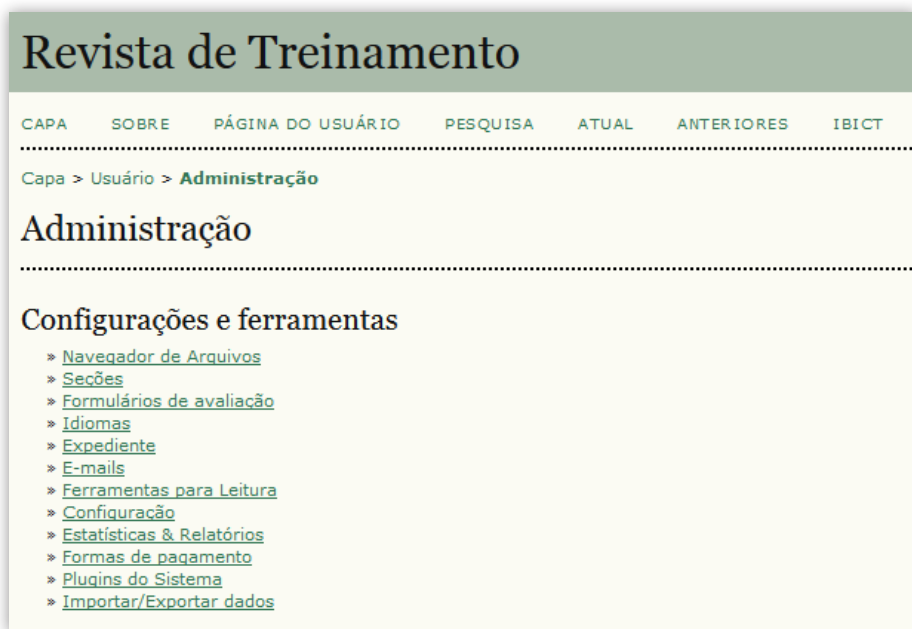 Revista de Treinamento
CAPA SOBRE PÁGINA DO USUÁRIO PESQUISA ATUAL ANTERIORES IBICT
Capa > Usuário > Administração
Administração
Configurações e ferramentas
» Navegador de Arquivos
» Seções
» Formulários de avaliação
» Idiomas
» Expediente
» E-mails
» Ferramentas para Leitura
» Configuração
» Estatísticas & Relatórios
» Formas de pagamento
» Plugins do Sistema
» Importar/Exportar dados